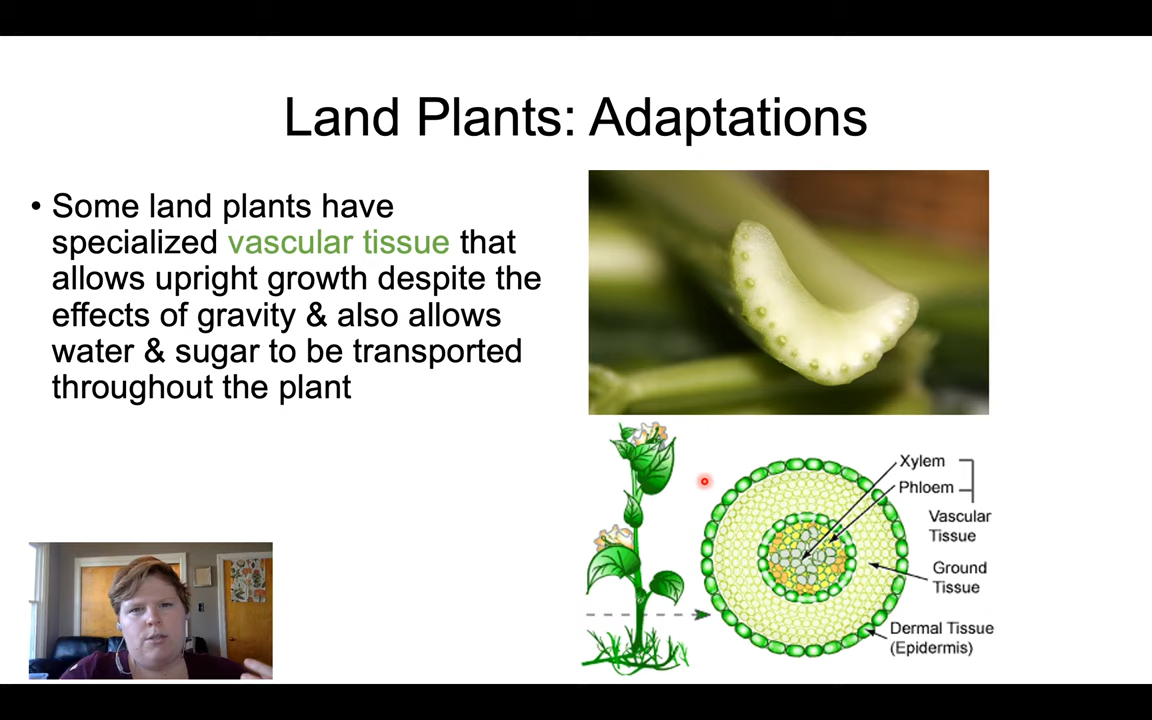 Land Plants: Adaptations
• Some land plants have
specialized vascular tissue that
allows upright growth despite the
effects of gravity & also allows
water & sugar to be transported
throughout the plant
Xylem
Phloem
Vascular
Tissue
Ground
Tissue
Dermal Tissue
(Epidermis)